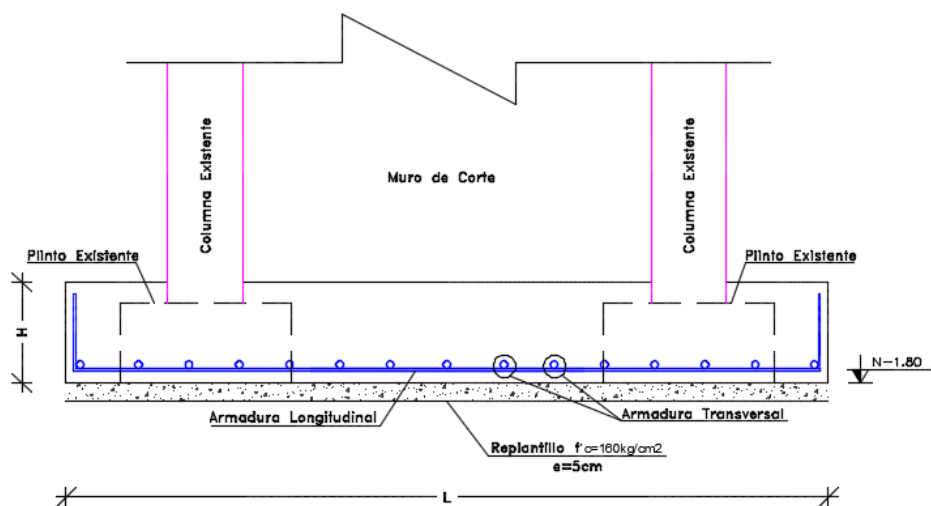 Columna Existente
Columna Existente
Muro de Corte
Plinto Existente
Plinto Existente
H
N-1.80
Armadura Longitudinal
Armadura Transversal
Replantillo f'c=160kg/cm2
e=5cm
L